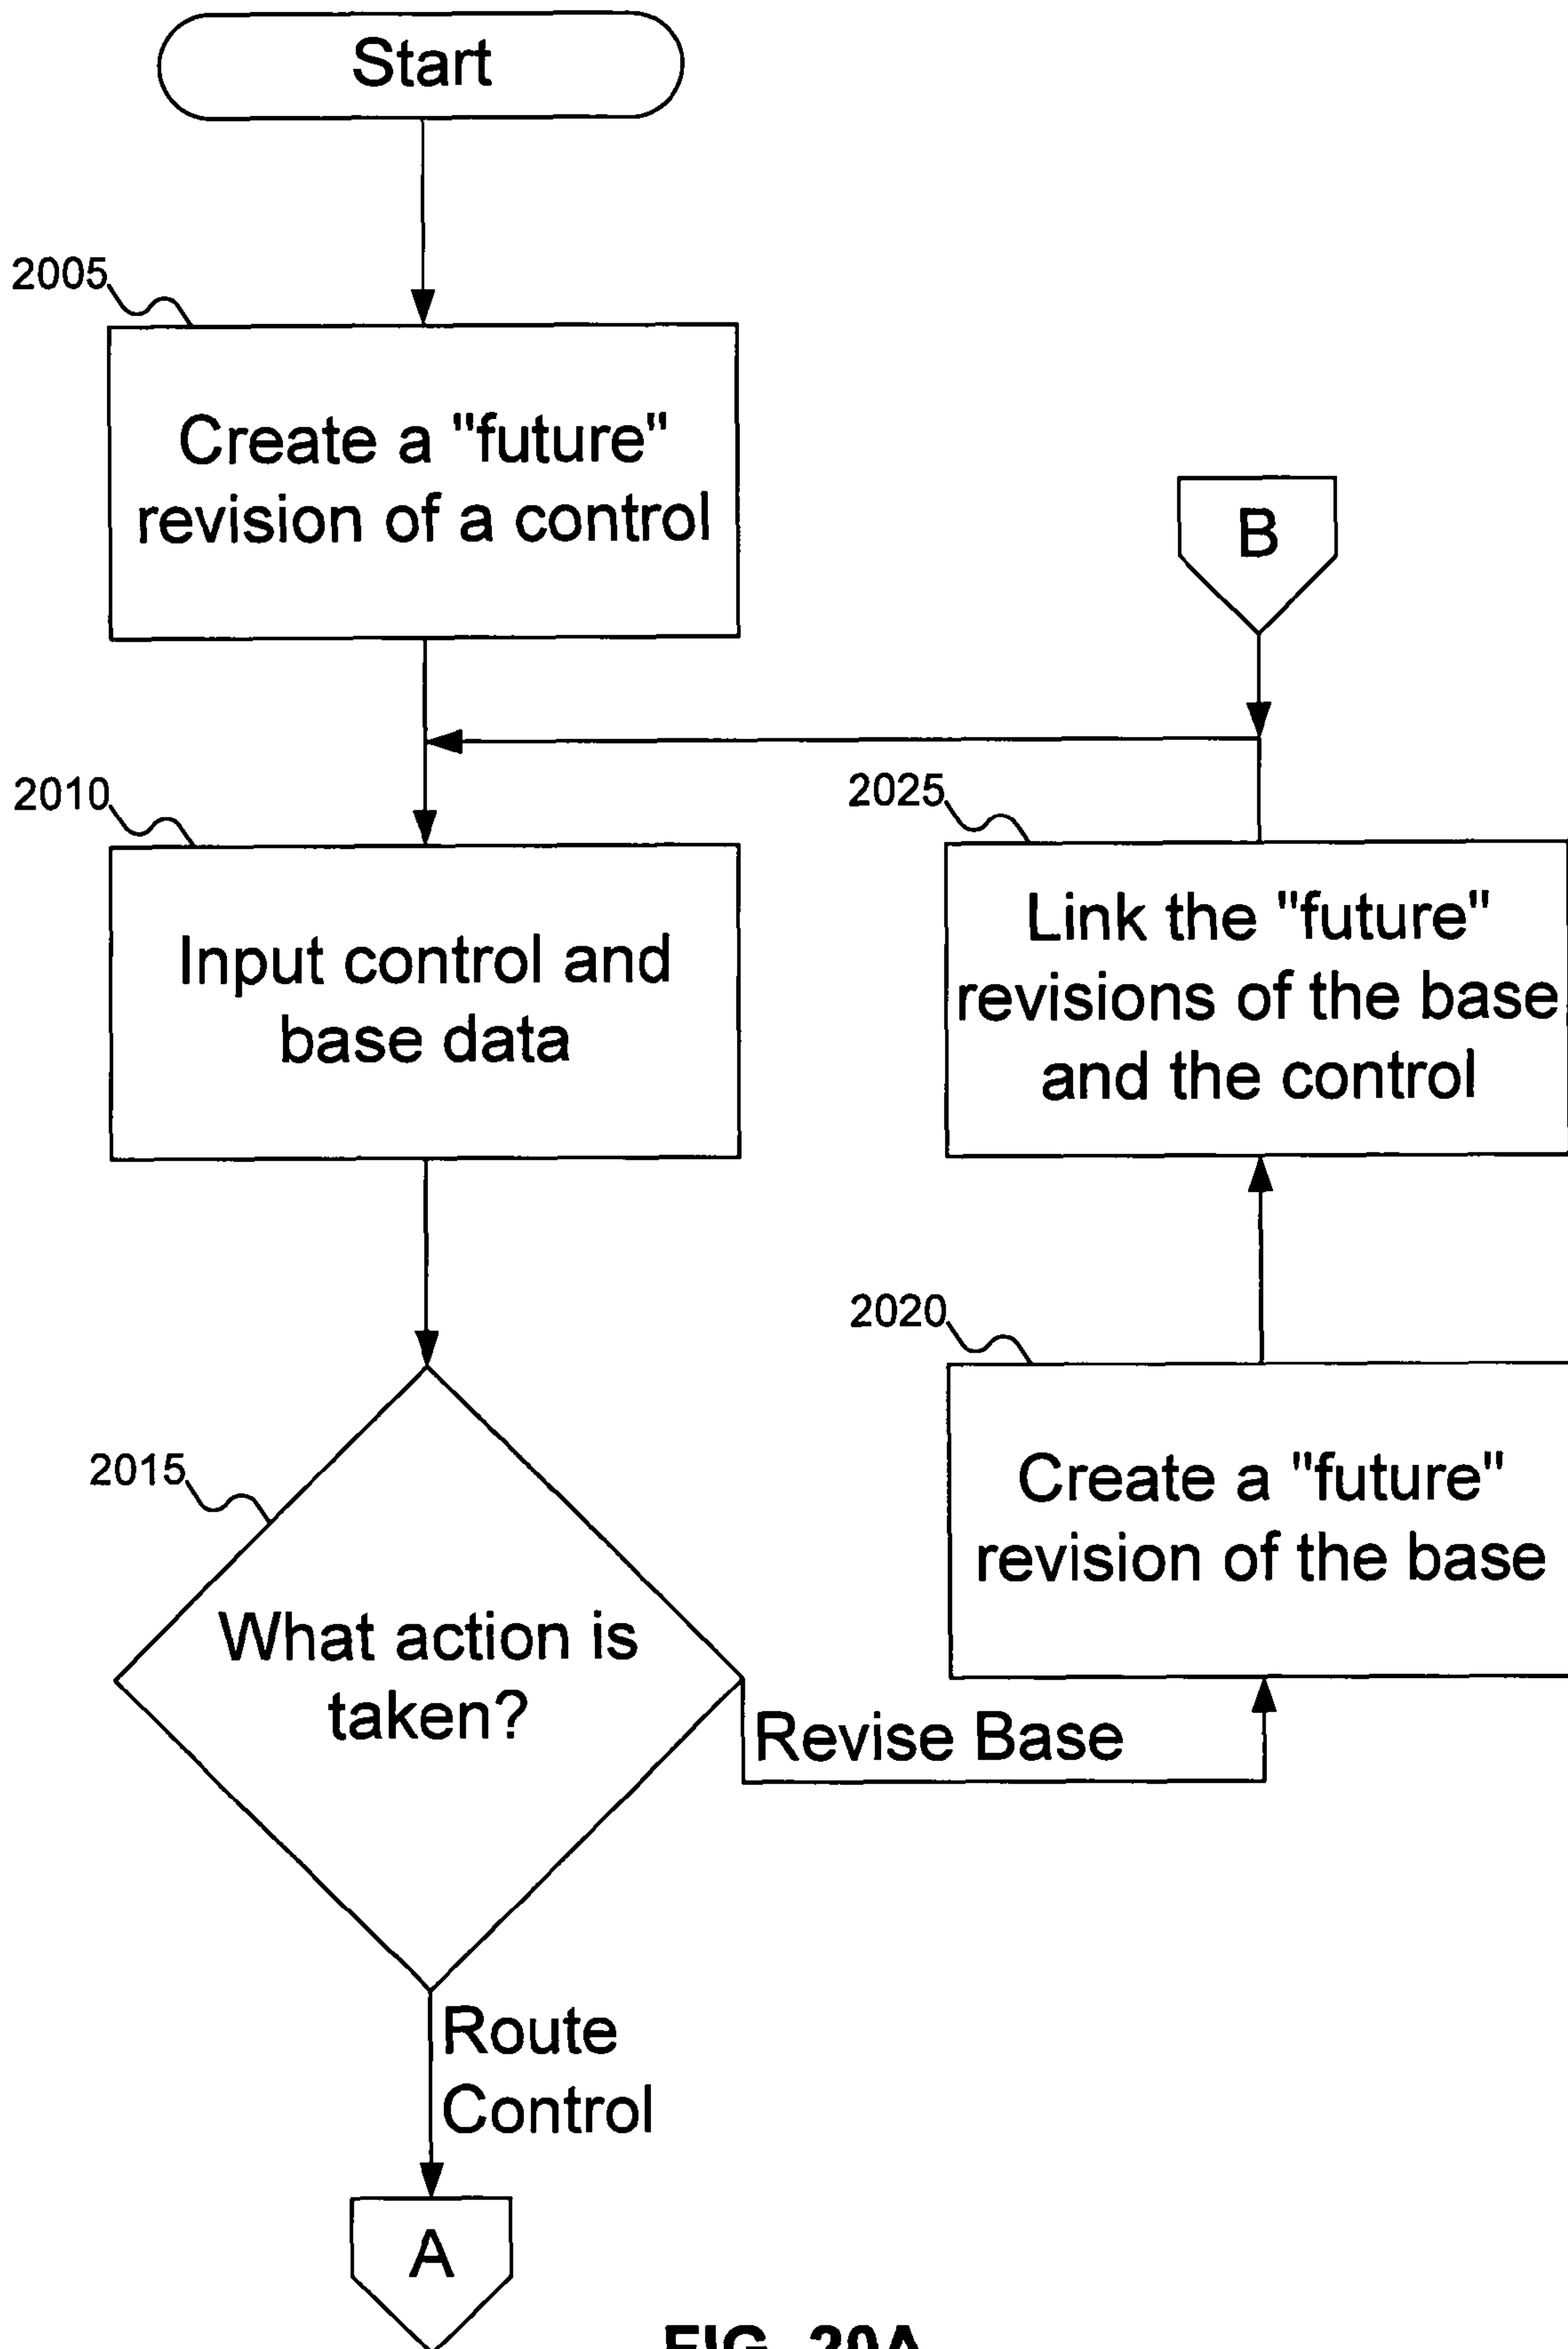 Start
2005
Create a "future"
revision of a control
B
2010
Input control and
base data
2025
Link the "future"
revisions of the base
and the control
2020
Create a "future"
revision of the base
2015
What action is
taken?
Revise Base
Route
Control
A
FIG. 20A